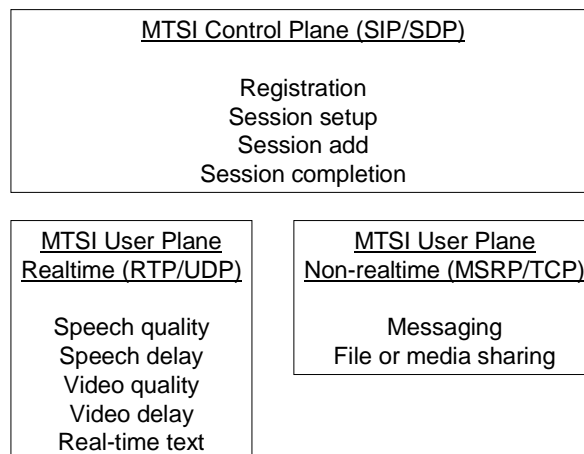 MTSI Control Plane (SIP/SDP)
Registration
Session setup
Session add
Session completion
MTSI User Plane
Realtime (RTP/UDP)
Speech quality
Speech delay
Video quality
Video delay
Real-time text
MTSI User Plane
Non-realtime (MSRP/TCP)
Messaging
File or media sharing